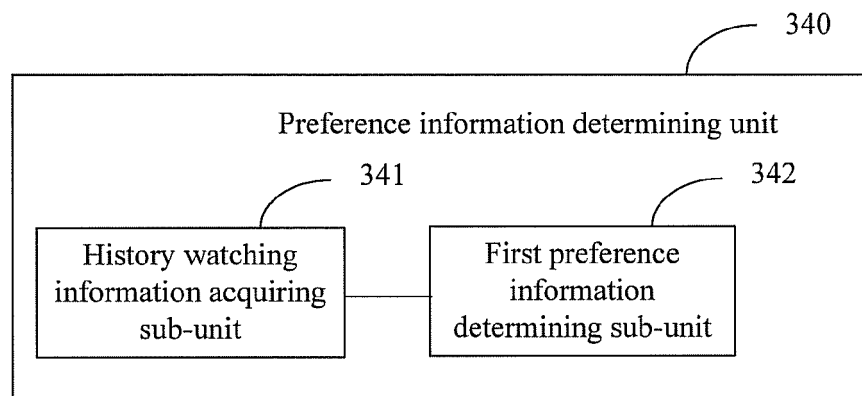 340
Preference information determining unit
341
342
History watching
information acquiring
sub-unit
First preference
information
determining sub-unit